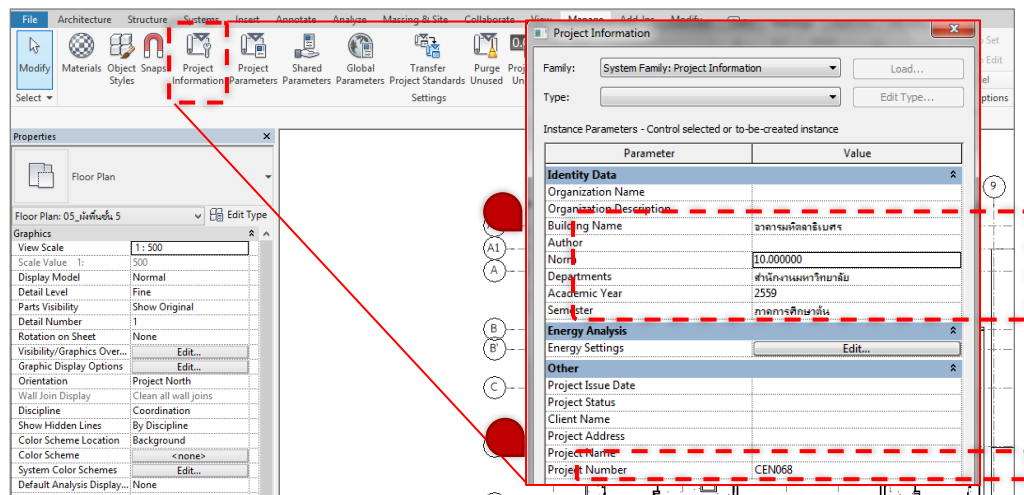 File Architecture Structure Systems Insert Annotate Analyze Massing & Site Collaborate View Manage Add-Ins Modify
Modify Materials Object Styles Snaps Project Information Project Parameters Shared Parameters Global Parameters Transfer Project Standards Purge Unused
Select Settings
Properties
Floor Plan
Floor Plan: 05_ผังพื้นชั้น 5 Edit Type
Graphics
View Scale 1 : 500
Scale Value 1: 500
Display Model Normal
Detail Level Fine
Parts Visibility Show Original
Detail Number 1
Rotation on Sheet None
Visibility/Graphics Over... Edit...
Graphic Display Options Edit...
Orientation Project North
Wall Join Display Clean all wall joins
Discipline Coordination
Show Hidden Lines By Discipline
Color Scheme Location Background
Color Scheme <none>
System Color Schemes Edit...
Default Analysis Display... None
A1
A
B
B'
C
9
Project Information
Family: System Family: Project Information Load...
Type: Edit Type...
Instance Parameters - Control selected or to-be-created instance
Parameter Value
Identity Data
Organization Name
Organization Description
Building Name อาคารมหิตลาธิเบศร
Author
Norm 10.000000
Departments สำนักงานมหาวิทยาลัย
Academic Year 2559
Semester ภาคการศึกษาต้น
Energy Analysis
Energy Settings Edit...
Other
Project Issue Date
Project Status
Client Name
Project Address
Project Name
Project Number CEN068